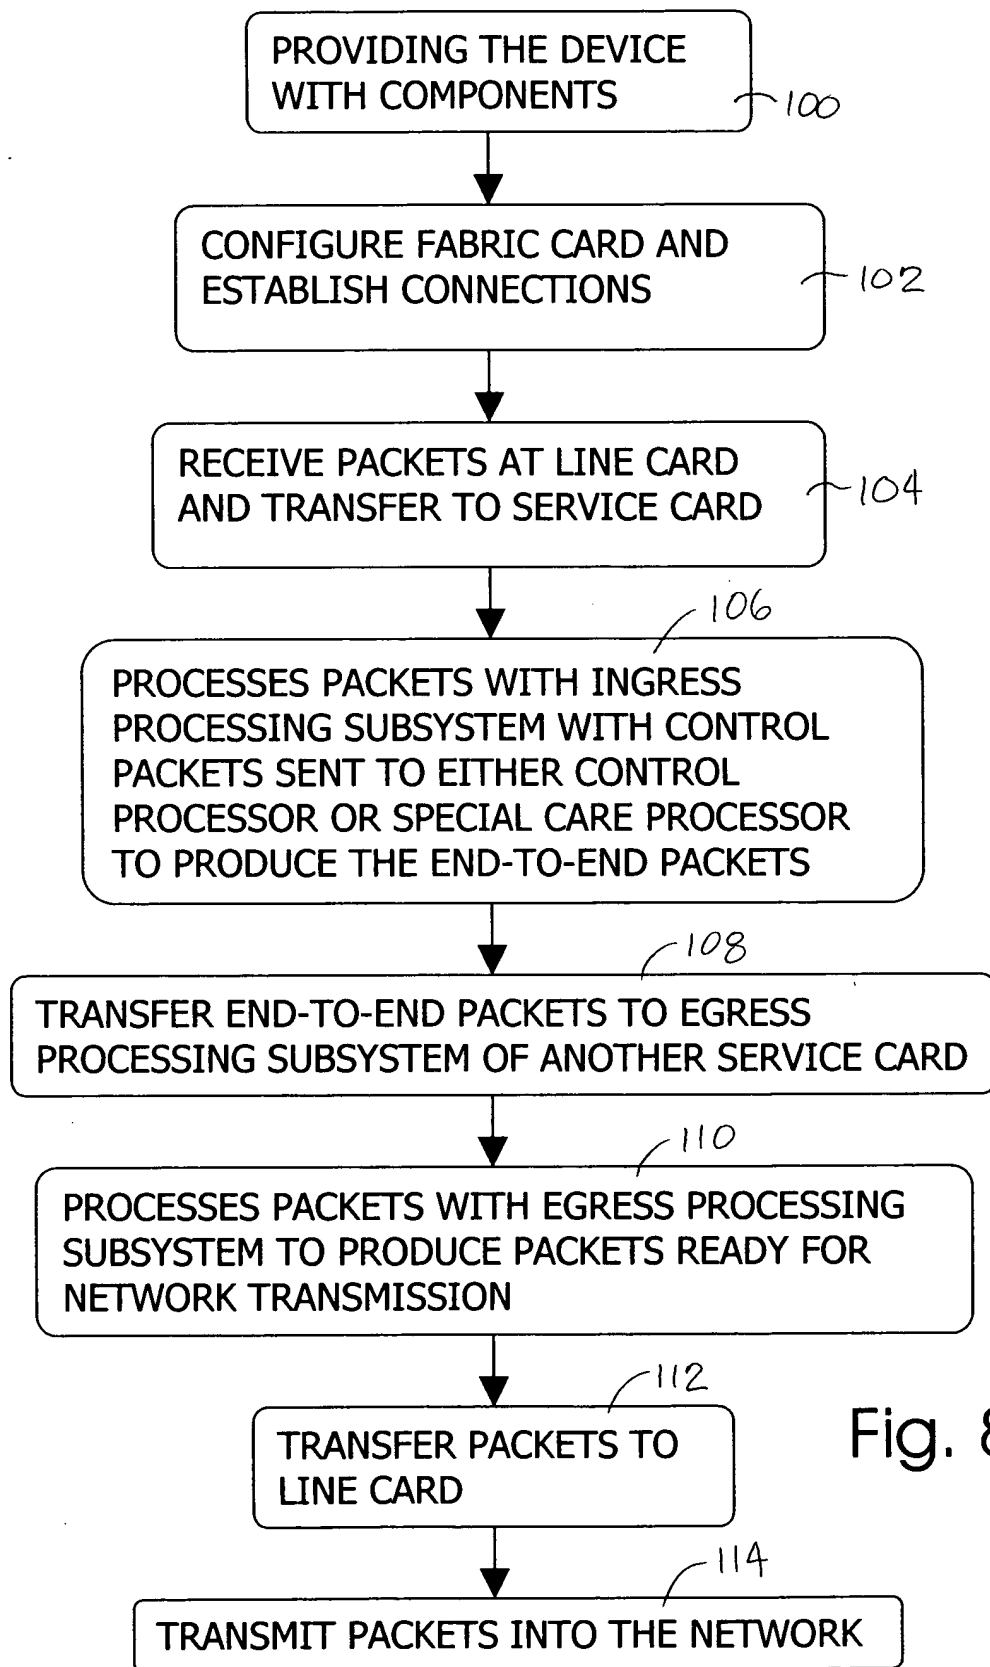 PROVIDING THE DEVICE
WITH COMPONENTS
100
CONFIGURE FABRIC CARD AND
ESTABLISH CONNECTIONS
102
RECEIVE PACKETS AT LINE CARD
AND TRANSFER TO SERVICE CARD
104
106
PROCESSES PACKETS WITH INGRESS
PROCESSING SUBSYSTEM WITH CONTROL
PACKETS SENT TO EITHER CONTROL
PROCESSOR OR SPECIAL CARE PROCESSOR
TO PRODUCE THE END-TO-END PACKETS
108
TRANSFER END-TO-END PACKETS TO EGRESS
PROCESSING SUBSYSTEM OF ANOTHER SERVICE CARD
110
PROCESSES PACKETS WITH EGRESS PROCESSING
SUBSYSTEM TO PRODUCE PACKETS READY FOR
NETWORK TRANSMISSION
112
TRANSFER PACKETS TO
LINE CARD
Fig. 8
114
TRANSMIT PACKETS INTO THE NETWORK